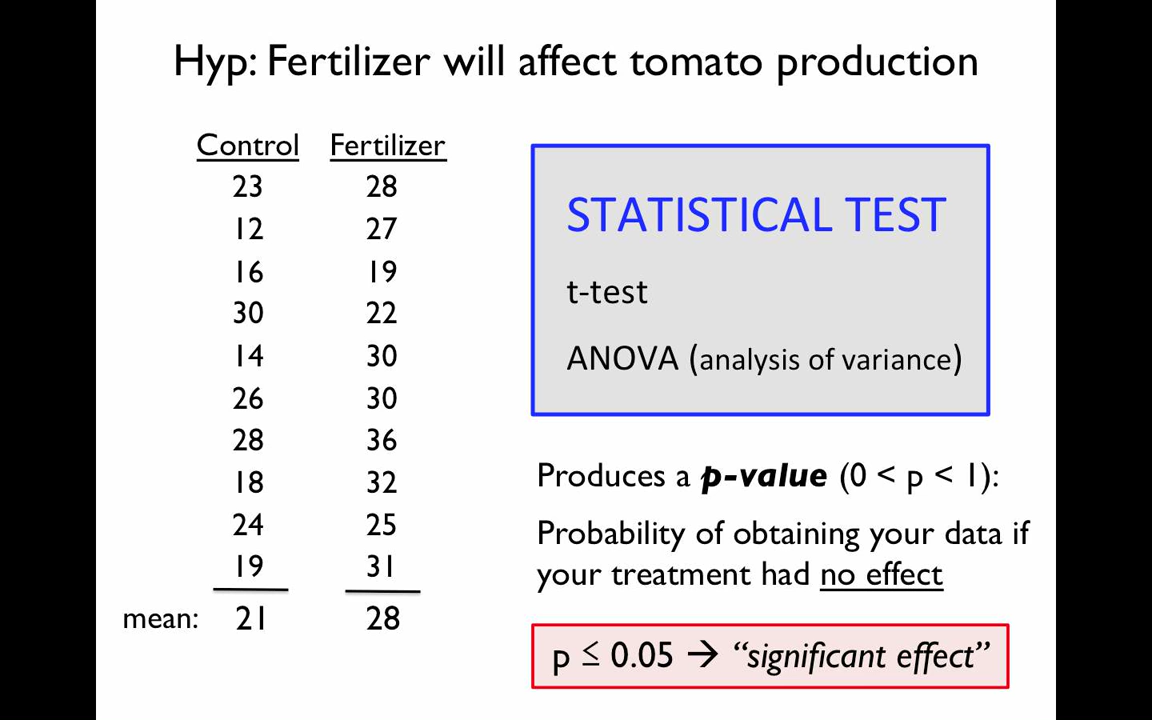 Hyp: Fertilizer will affect tomato production
Control Fertilizer
23 28
12 27
16 19
30 22
14 30
26 30
28 36
18 32
24 25
19 31
mean: 21 28
STATISTICAL TEST
t-test
ANOVA (analysis of variance)
Produces a p-value (0 < p < 1):
Probability of obtaining your data if
your treatment had no effect
p ≤ 0.05 → “significant effect”